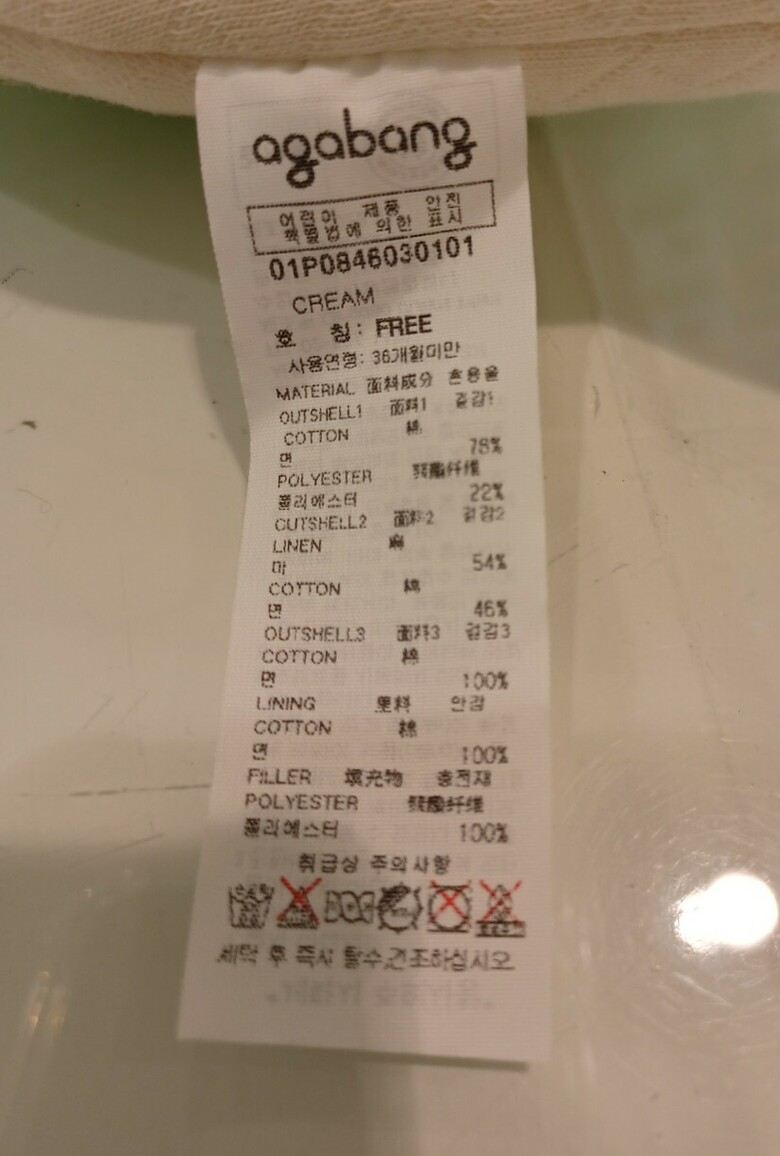 agabang
어린이 제품 안전
특별법에 의한 표시
01P0846030101
CREAM
호 칭: FREE
사용연령: 36개월미만
MATERIAL 面料成分 혼용율
OUTSHELL1 面料1 겉감1
COTTON 棉
면 78%
POLYESTER 聚酯纤维
폴리에스터 22%
OUTSHELL2 面料2 겉감2
LINEN 麻
마 54%
COTTON 棉
면 46%
OUTSHELL3 面料3 겉감3
COTTON 棉
면 100%
LINING 里料 안감
COTTON 棉
면 100%
FILLER 填充物 충전재
POLYESTER 聚酯纤维
폴리에스터 100%
취급상 주의사항
세탁 후 즉시 탈수건조하십시오